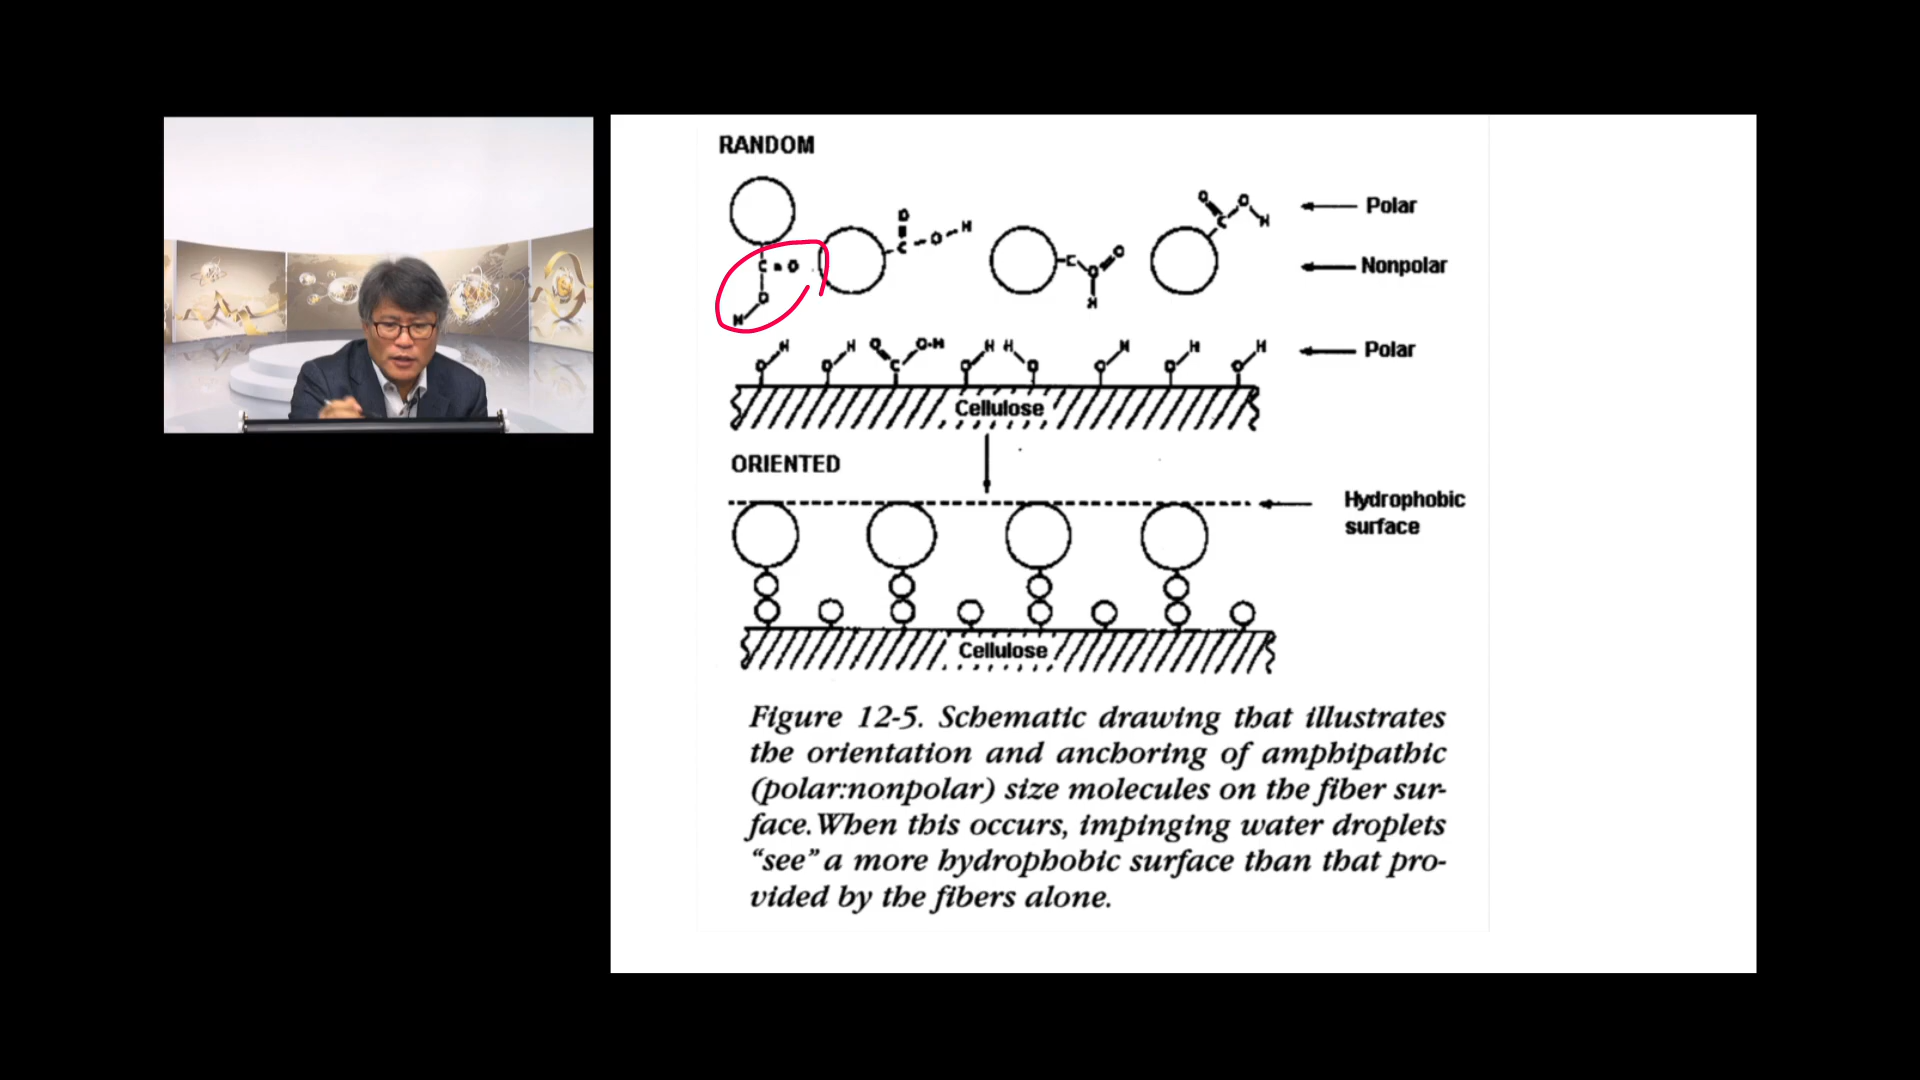 RANDOM
Polar
Nonpolar
C=O
O
H
O
C-O-H
C O
H
O O
C H
Polar
H H O O-H H H H H H
O O C O O O O O
Cellulose
ORIENTED
Hydrophobic
surface
Cellulose
Figure 12-5. Schematic drawing that illustrates
the orientation and anchoring of amphipathic
(polar:nonpolar) size molecules on the fiber sur-
face. When this occurs, impinging water droplets
“see” a more hydrophobic surface than that pro-
vided by the fibers alone.